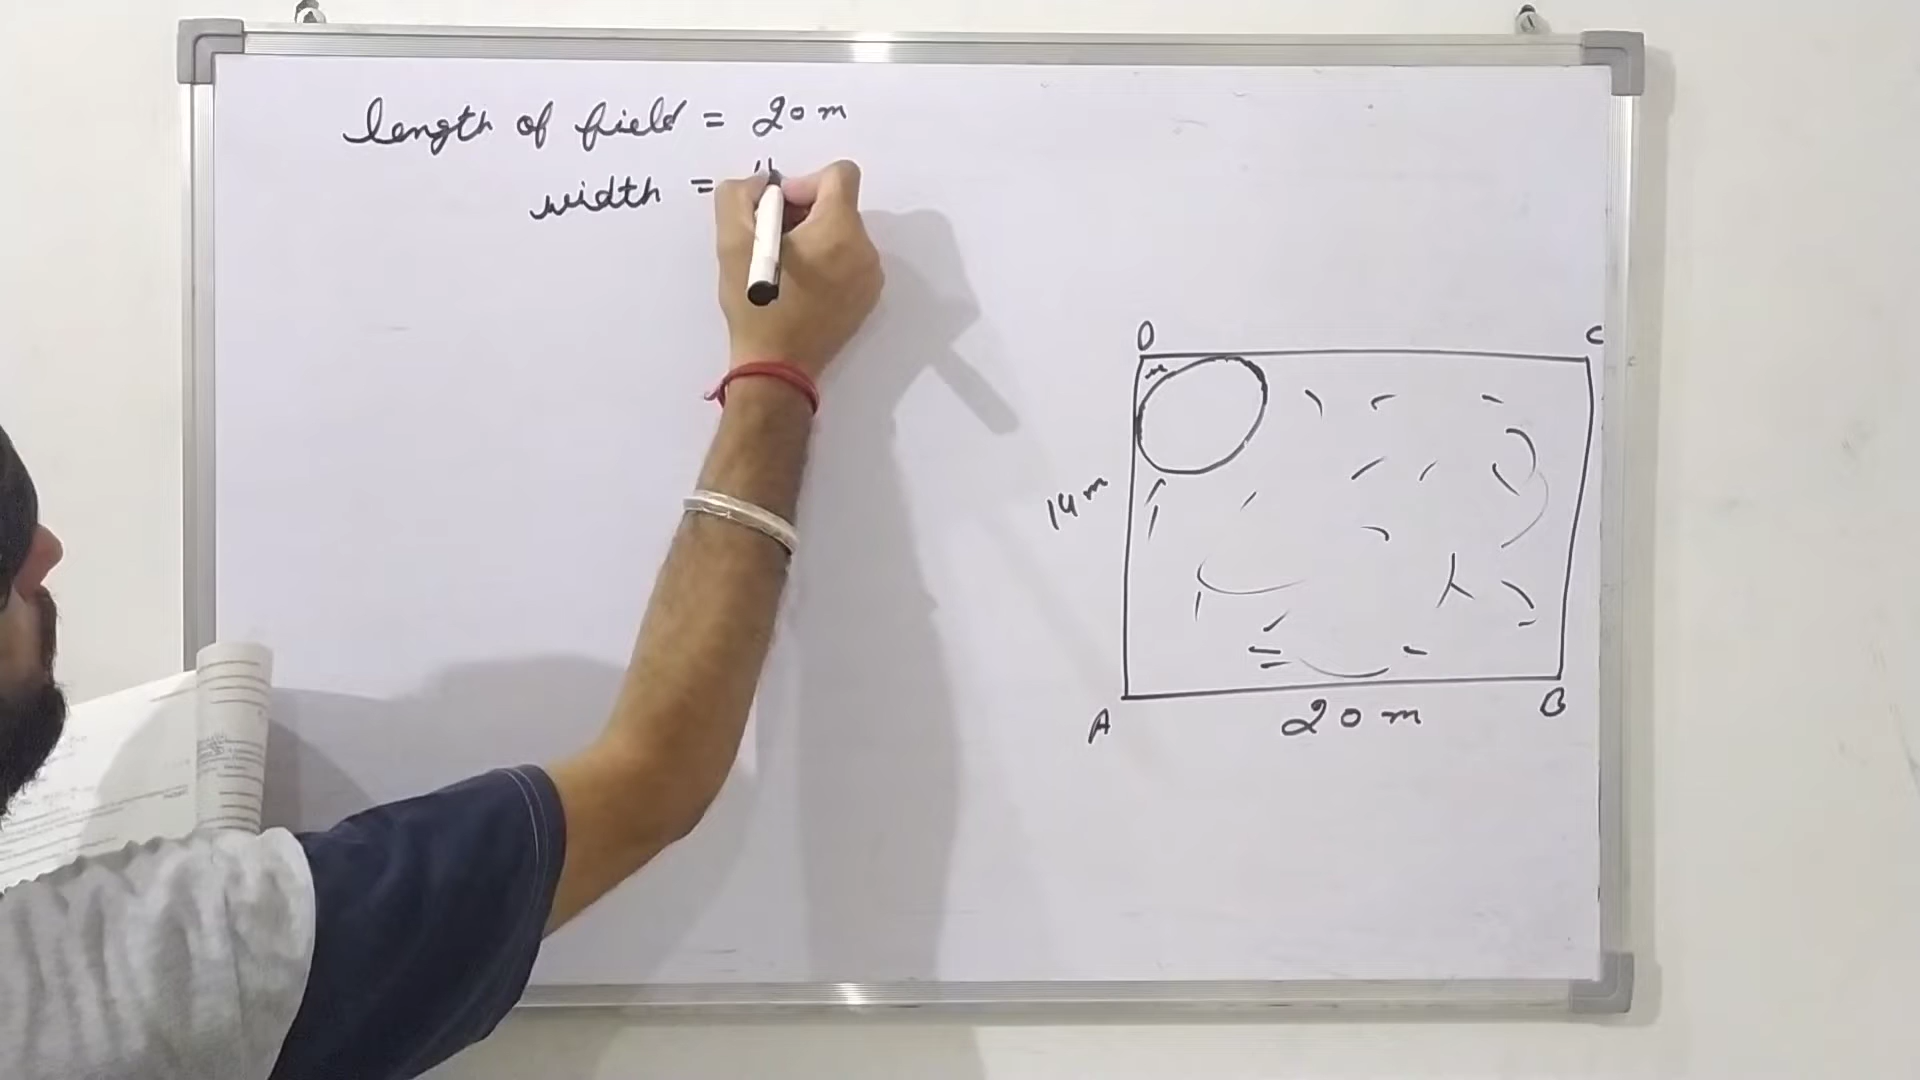 length of field = 20 m
width =
D
C
14 m
A
20 m
B